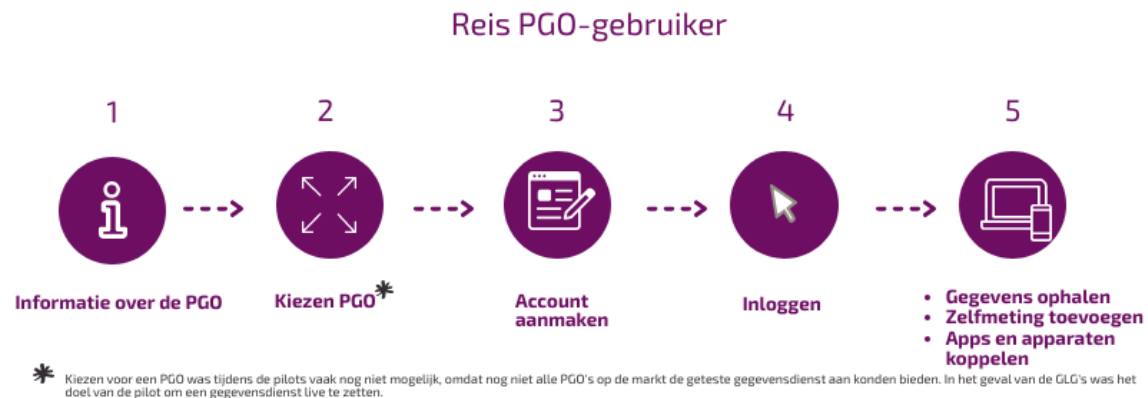 Reis PGO-gebruiker
1
2
3
4
5
Informatie over de PGO
Kiezen PGO*
Account
aanmaken
Inloggen
• Gegevens ophalen
• Zelfmeting toevoegen
• Apps en apparaten
koppelen
* Kiezen voor een PGO was tijdens de pilots vaak nog niet mogelijk, omdat nog niet alle PGO's op de markt de geteste gegevensdienst aan konden bieden. In het geval van de GLG's was het
doel van de pilot om een gegevensdienst live te zetten.